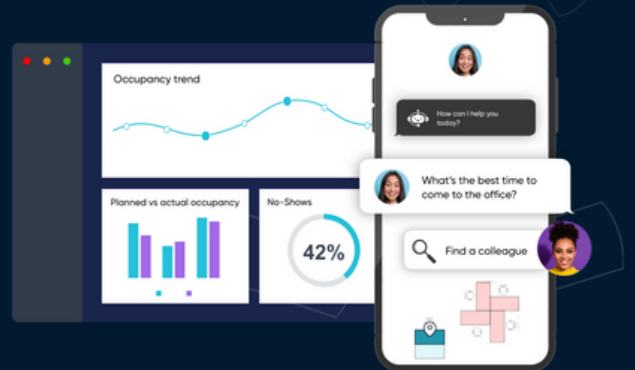 Occupancy trend
Planned vs actual occupancy
No-Shows
42%
How can I help you
today?
What's the best time to
come to the office?
Find a colleague